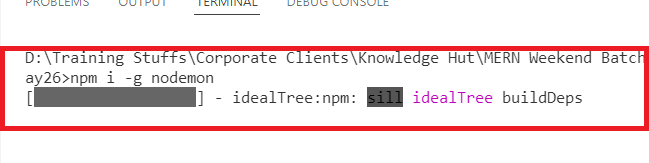 PROBLEMS OUTPUT TERMINAL DEBUG CONSOLE
D:\Training Stuffs\Corporate Clients\Knowledge Hut\MERN Weekend Batch
ay26>npm i -g nodemon
[ ] - idealTree:npm: sill idealTree buildDeps